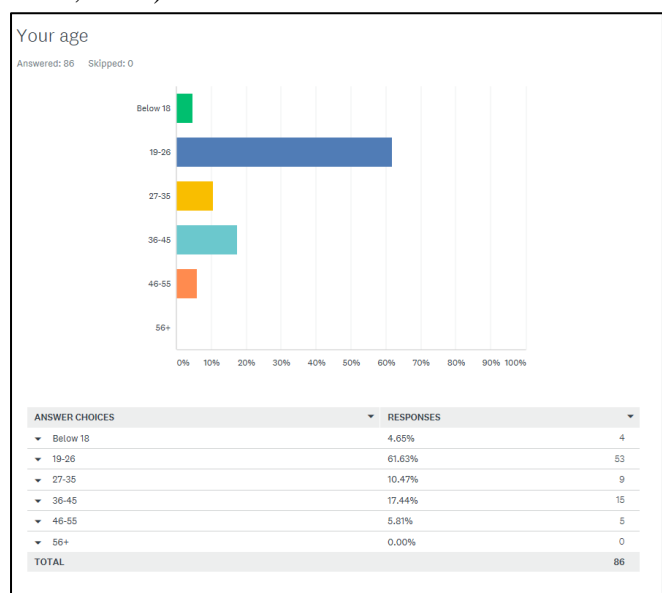 Your age
Answered: 86 Skipped: 0
Below 18
19-26
27-35
36-45
46-55
56+
0% 10% 20% 30% 40% 50% 60% 70% 80% 90% 100%
ANSWER CHOICES RESPONSES
Below 18 4.65% 4
19-26 61.63% 53
27-35 10.47% 9
36-45 17.44% 15
46-55 5.81% 5
56+ 0.00% 0
TOTAL 86